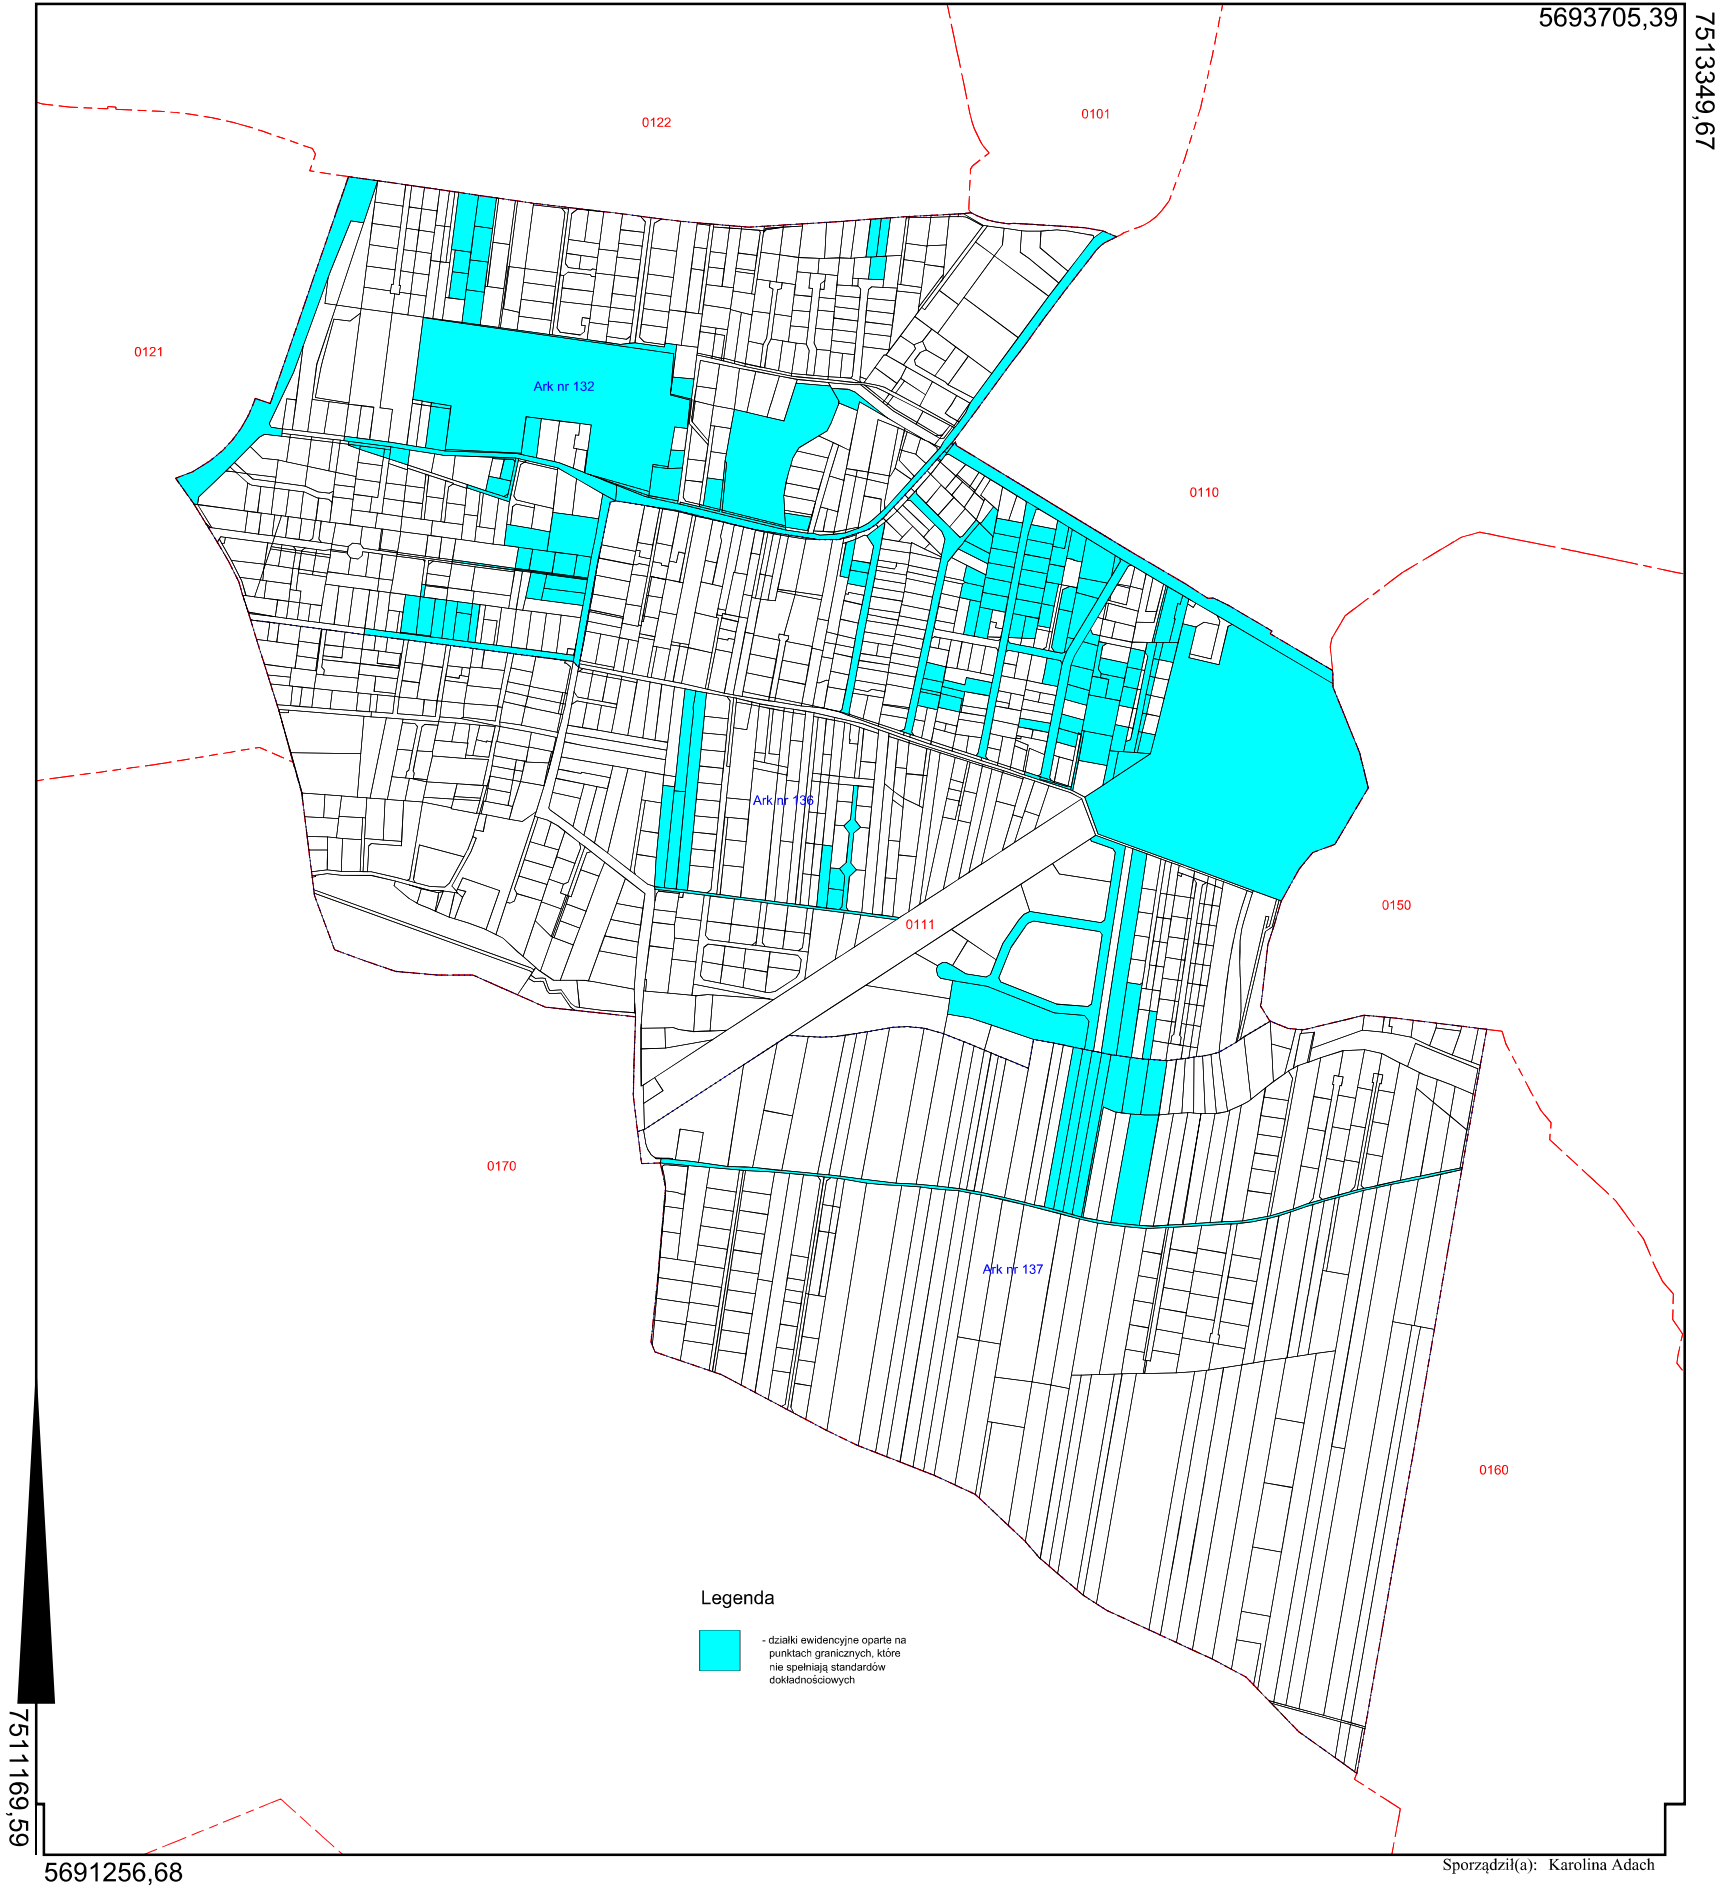 5693705,39
7513349,67
0122
0101
0121
Ark nr 132
0110
Ark nr 136
0111
0150
0170
Ark nr 137
0160
Legenda
- działki ewidencyjne oparte na
punktach granicznych, które
nie spełniają standardów
dokładnościowych
7511169,59
5691256,68
Sporządził(a): Karolina Adach